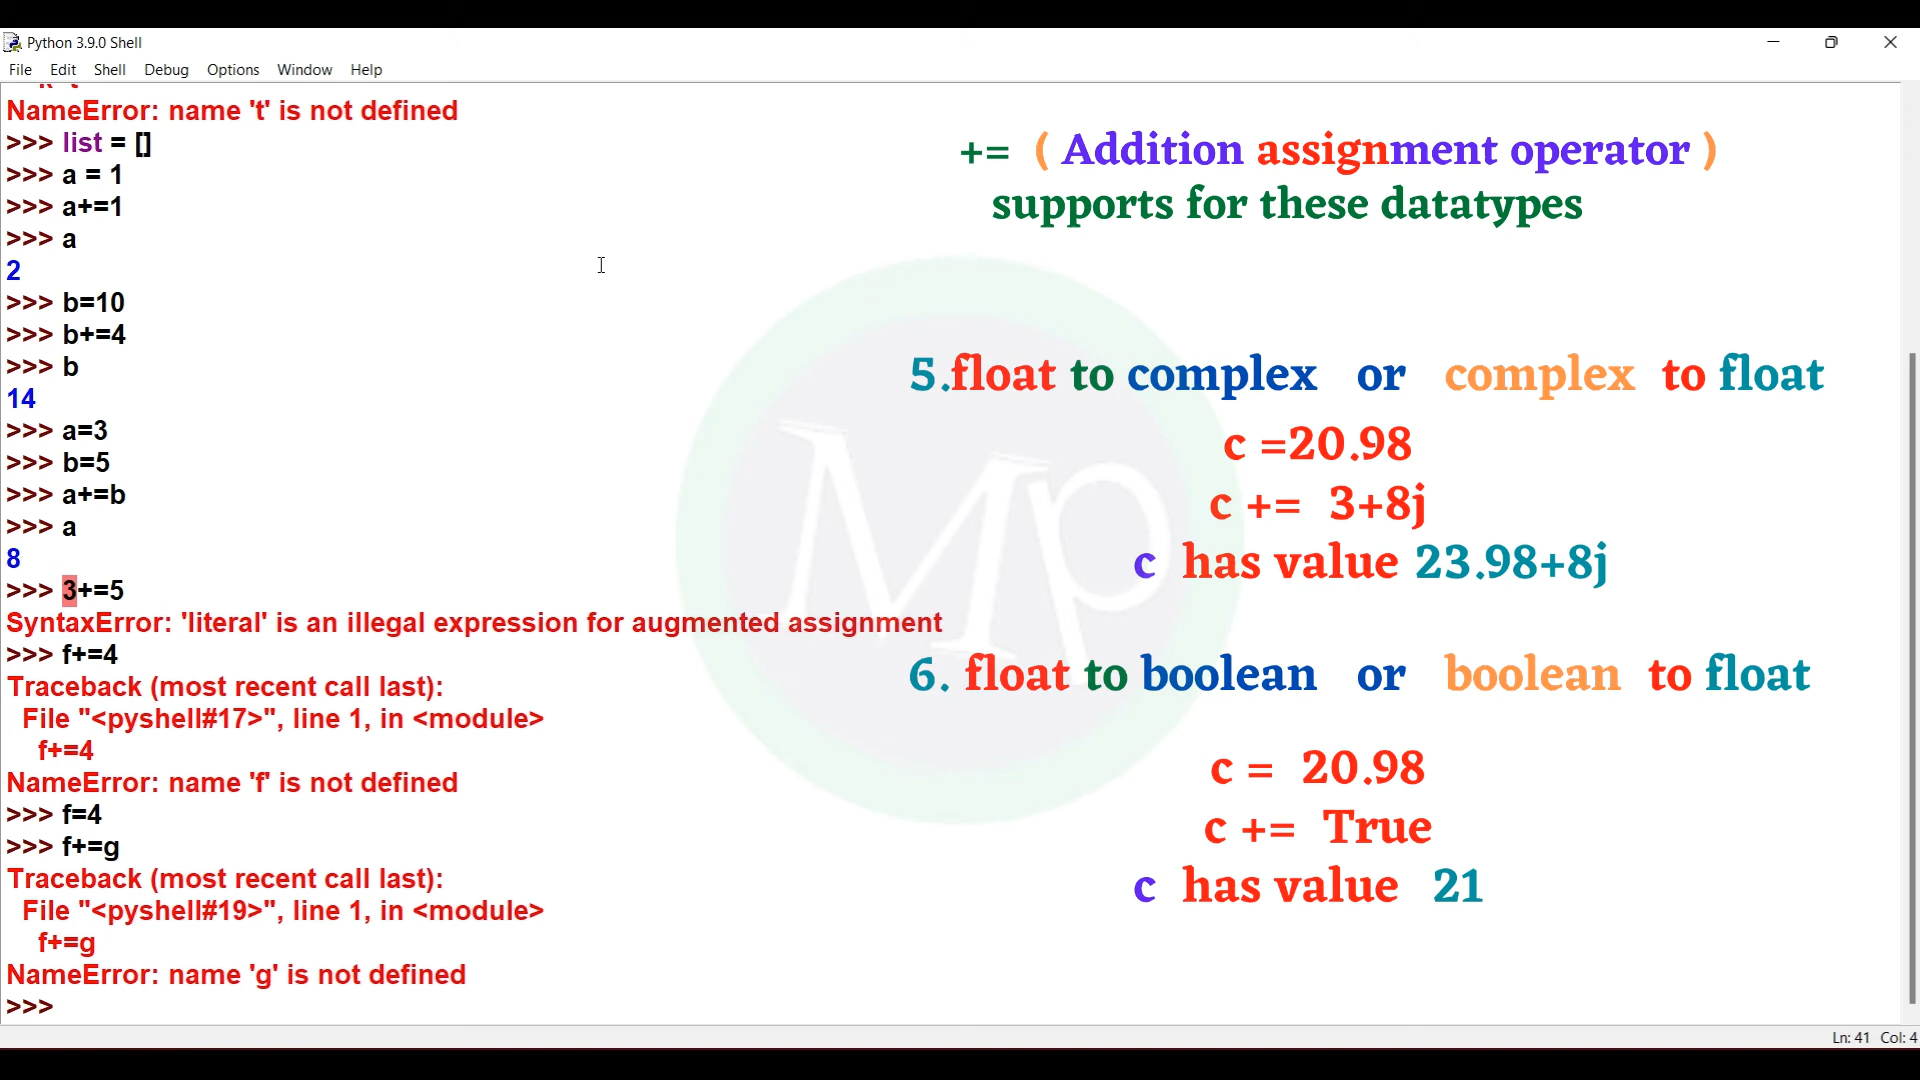 Python 3.9.0 Shell
File Edit Shell Debug Options Window Help
NameError: name 't' is not defined
>>> list = []
>>> a = 1
>>> a+=1
>>> a
2
>>> b=10
>>> b+=4
>>> b
14
>>> a=3
>>> b=5
>>> a+=b
>>> a
8
>>> 3+=5
SyntaxError: 'literal' is an illegal expression for augmented assignment
>>> f+=4
Traceback (most recent call last):
File "<pyshell#17>", line 1, in <module>
f+=4
NameError: name 'f' is not defined
>>> f=4
>>> f+=g
Traceback (most recent call last):
File "<pyshell#19>", line 1, in <module>
f+=g
NameError: name 'g' is not defined
>>>
+= ( Addition assignment operator )
supports for these datatypes
5.float to complex or complex to float
c =20.98
c += 3+8j
c has value 23.98+8j
6. float to boolean or boolean to float
c = 20.98
c += True
c has value 21
Mp
Ln: 41 Col: 4